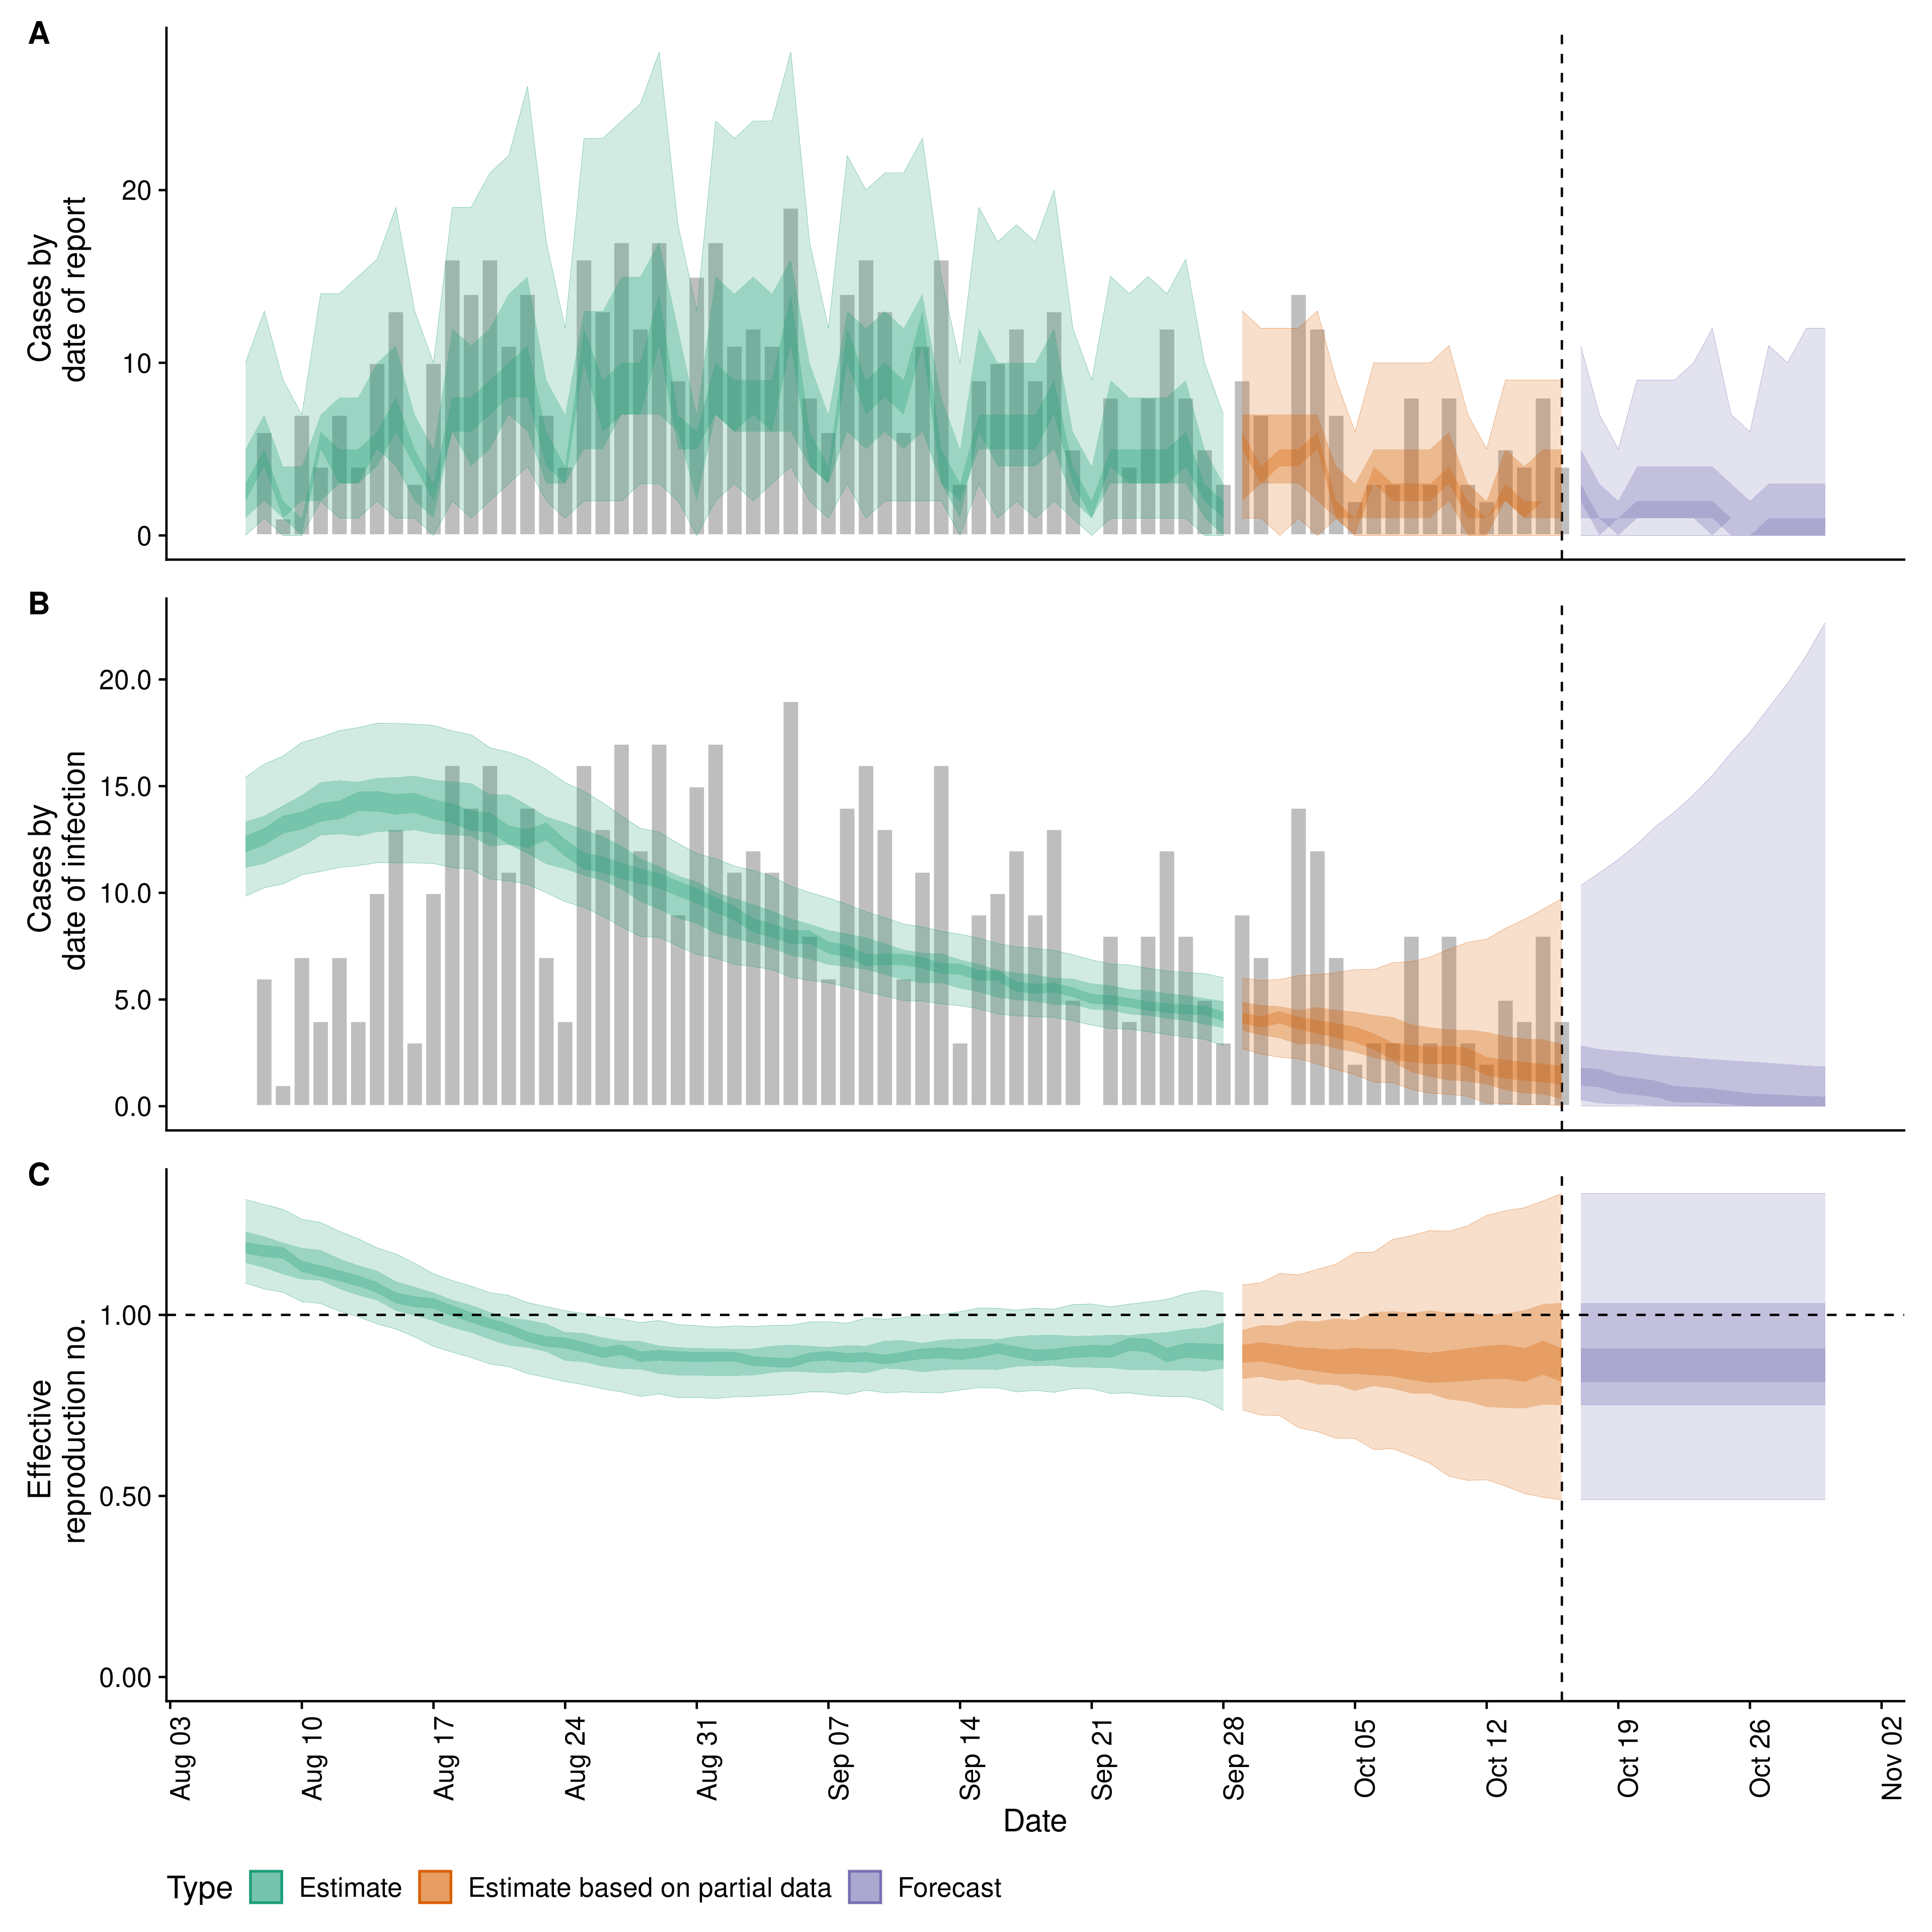 A
Cases by
date of report
20
10
0
B
Cases by
date of infection
20.0
15.0
10.0
5.0
0.0
C
Effective
reproduction no.
1.00
0.50
0.00
Aug 03
Aug 10
Aug 17
Aug 24
Aug 31
Sep 07
Sep 14
Sep 21
Sep 28
Oct 05
Oct 12
Oct 19
Oct 26
Nov 02
Date
Type Estimate Estimate based on partial data Forecast